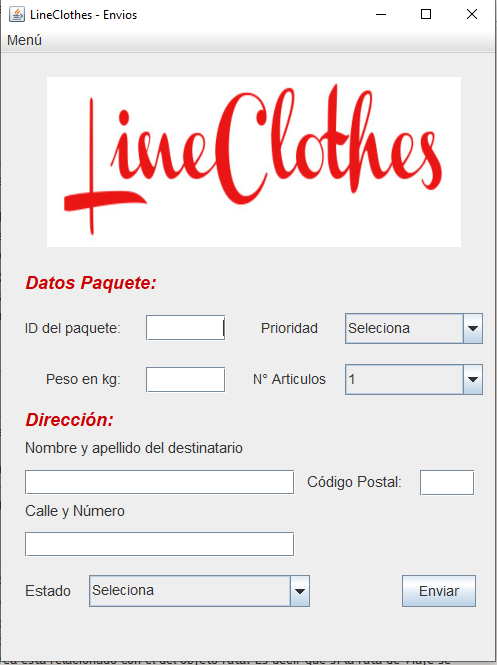 LineClothes - Envios
Menú
LineClothes
Datos Paquete:
ID del paquete: Prioridad Seleciona
Peso en kg: N° Articulos 1
Dirección:
Nombre y apellido del destinatario
Código Postal:
Calle y Número
Estado Seleciona Enviar